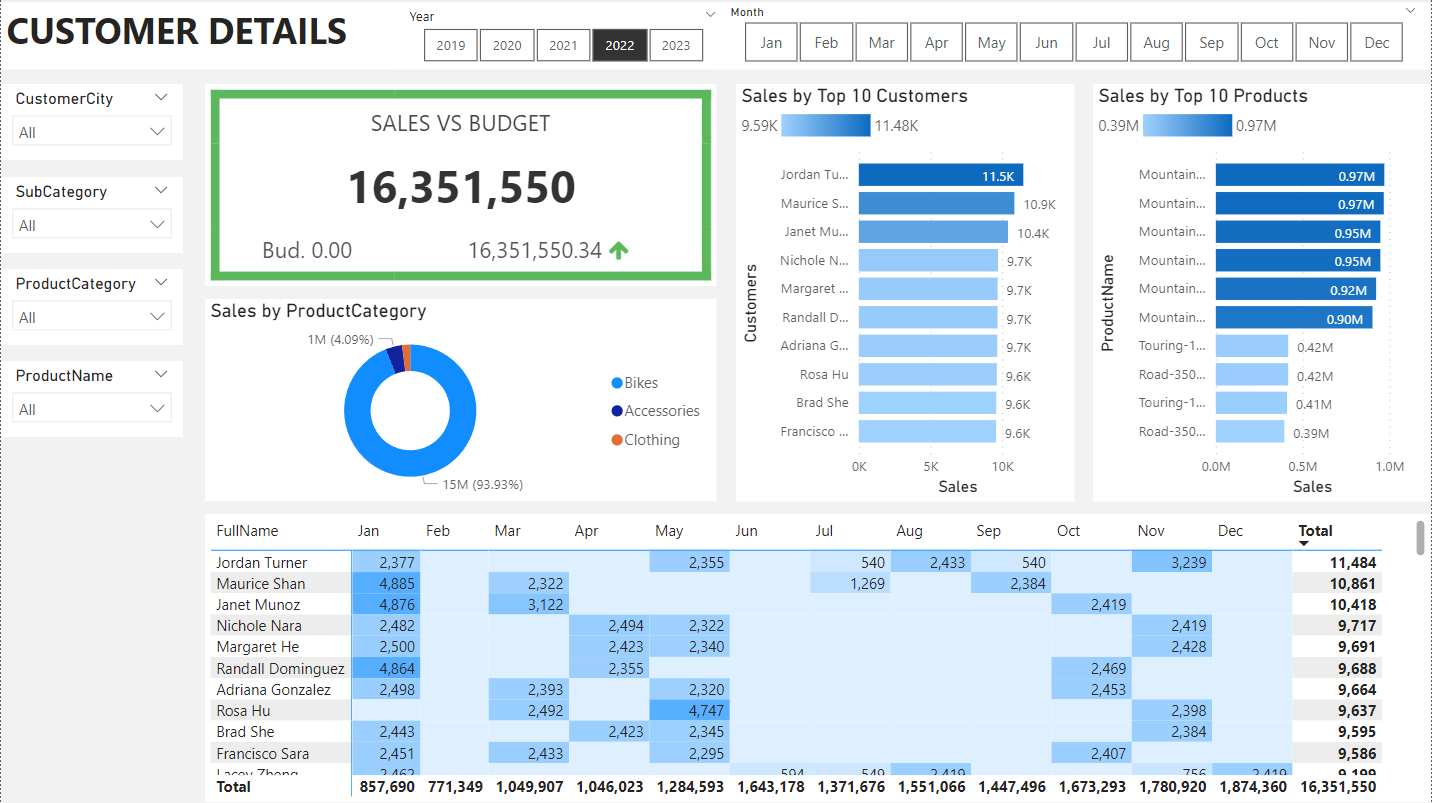 CUSTOMER DETAILS
Year
2019 2020 2021 2022 2023
Month
Jan Feb Mar Apr May Jun Jul Aug Sep Oct Nov Dec
CustomerCity
All
SubCategory
All
ProductCategory
All
ProductName
All
SALES VS BUDGET
16,351,550
Bud. 0.00 16,351,550.34
Sales by ProductCategory
1M (4.09%)
15M (93.93%)
Bikes
Accessories
Clothing
Sales by Top 10 Customers
9.59K 11.48K
Customers
Jordan Tu... 11.5K
Maurice S... 10.9K
Janet Mu... 10.4K
Nichole N... 9.7K
Margaret ... 9.7K
Randall D... 9.7K
Adriana G... 9.7K
Rosa Hu 9.6K
Brad She 9.6K
Francisco ... 9.6K
0K 5K 10K
Sales
Sales by Top 10 Products
0.39M 0.97M
ProductName
Mountain... 0.97M
Mountain... 0.97M
Mountain... 0.95M
Mountain... 0.95M
Mountain... 0.92M
Mountain... 0.90M
Touring-1... 0.42M
Road-350... 0.42M
Touring-1... 0.41M
Road-350... 0.39M
0.0M 0.5M 1.0M
Sales
FullName Jan Feb Mar Apr May Jun Jul Aug Sep Oct Nov Dec Total
Jordan Turner 2,377 2,355 540 2,433 540 3,239 11,484
Maurice Shan 4,885 2,322 1,269 2,384 10,861
Janet Munoz 4,876 3,122 2,419 10,418
Nichole Nara 2,482 2,494 2,322 2,419 9,717
Margaret He 2,500 2,423 2,340 2,428 9,691
Randall Dominguez 4,864 2,355 2,469 9,688
Adriana Gonzalez 2,498 2,393 2,320 2,453 9,664
Rosa Hu 2,492 4,747 2,398 9,637
Brad She 2,443 2,423 2,345 2,384 9,595
Francisco Sara 2,451 2,433 2,295 2,407 9,586
Lacey Zheng 2,462 594 549 2,419 756 2,419 9,199
Total 857,690 771,349 1,049,907 1,046,023 1,284,593 1,643,178 1,371,676 1,551,066 1,447,496 1,673,293 1,780,920 1,874,360 16,351,550